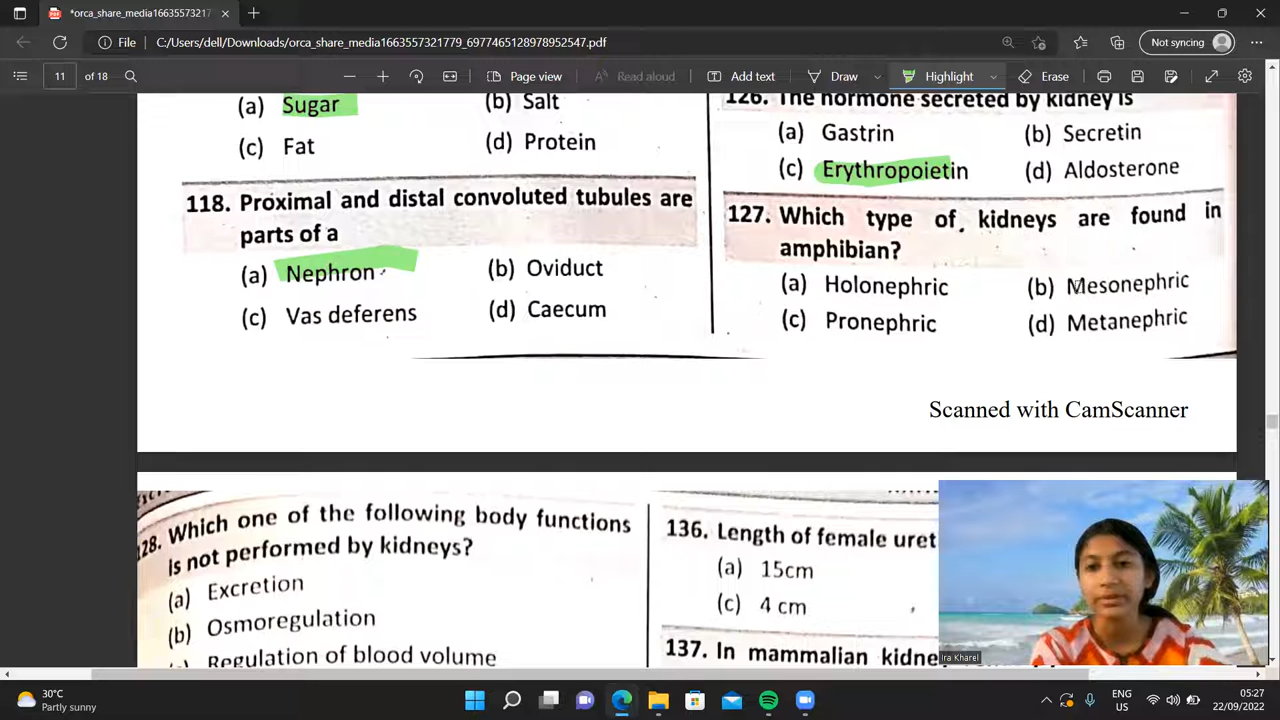 *orca_share_media1663557321
File
C:/Users/dell/Downloads/orca_share_media1663557321779_6977465128978952547.pdf
Not syncing
11 of 18
Page view
Read aloud
Add text
Draw
Highlight
Erase
(a) Sugar
(b) Salt
(c) Fat
(d) Protein
118. Proximal and distal convoluted tubules are
parts of a
(a) Nephron
(b) Oviduct
(c) Vas deferens
(d) Caecum
126. The hormone secreted by kidney is
(a) Gastrin
(b) Secretin
(c) Erythropoietin
(d) Aldosterone
127. Which type of kidneys are found in
amphibian?
(a) Holonephric
(b) Mesonephric
(c) Pronephric
(d) Metanephric
Scanned with CamScanner
28. Which one of the following body functions
is not performed by kidneys?
(a) Excretion
(b) Osmoregulation
Regulation of blood volume
136. Length of female uret
(a) 15cm
(c) 4 cm
137. In mammalian kidne
Ira Kharel
30°C
Partly sunny
ENG
US
05:27
22/09/2022